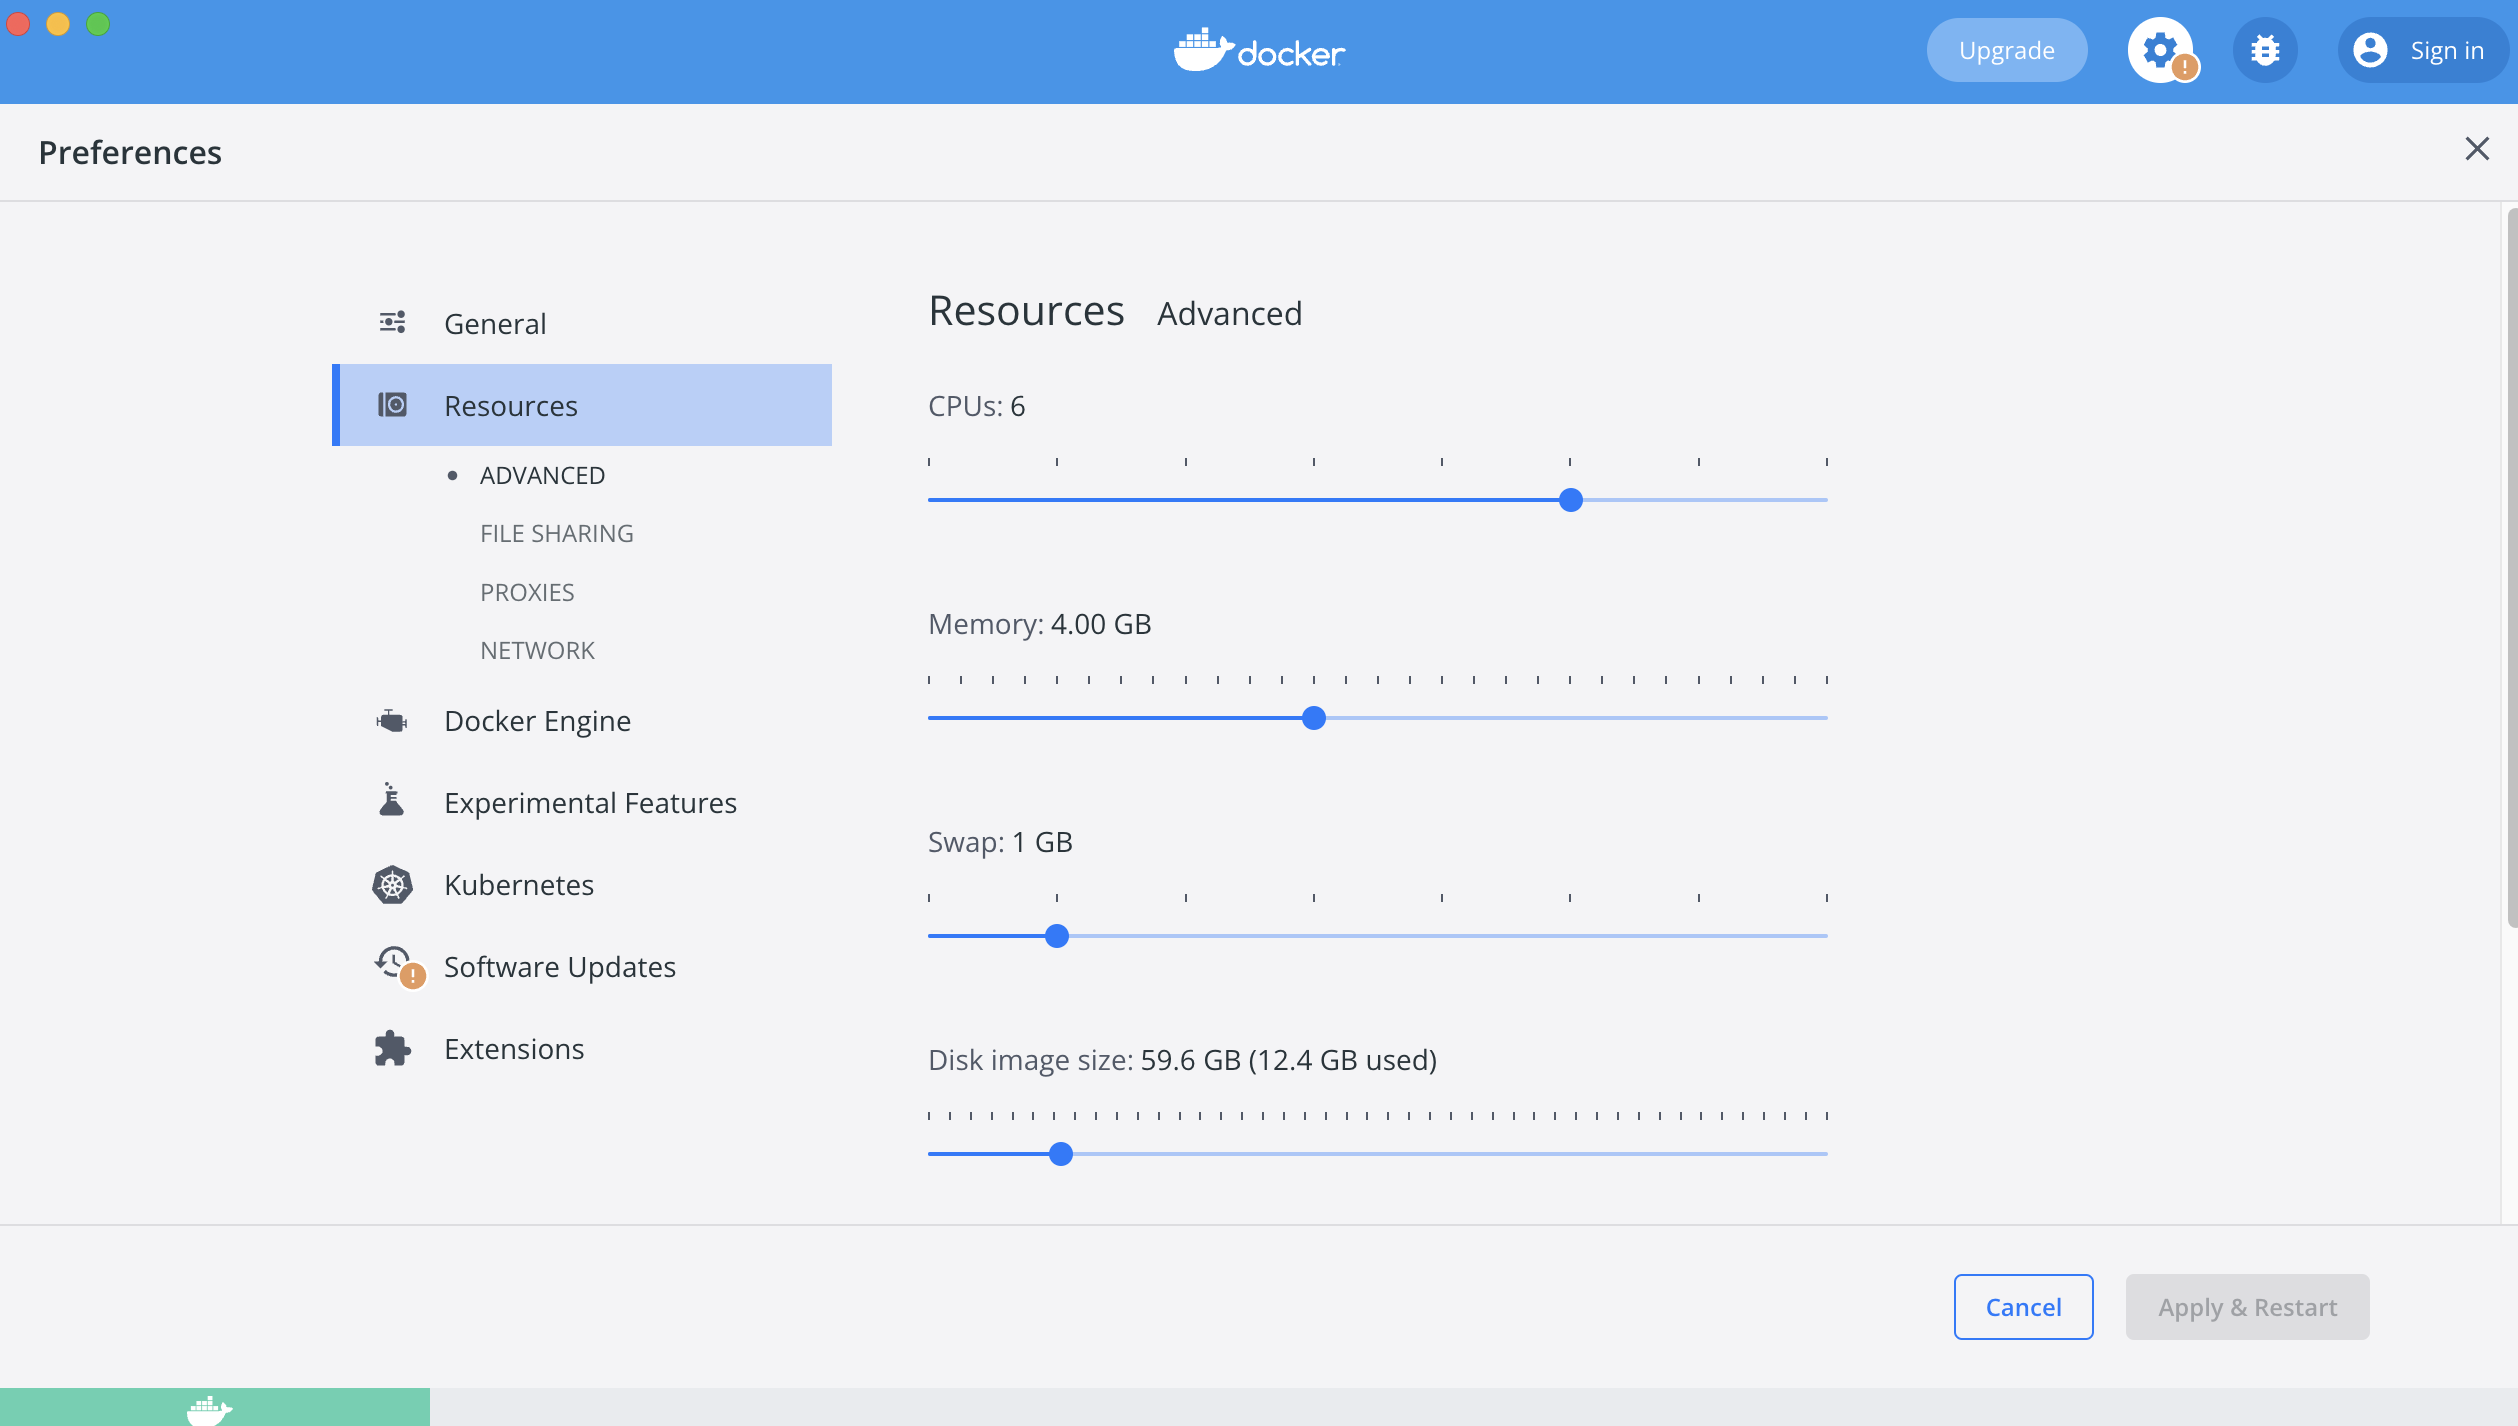 docker
Upgrade
Sign in
Preferences
General
Resources
ADVANCED
FILE SHARING
PROXIES
NETWORK
Docker Engine
Experimental Features
Kubernetes
Software Updates
Extensions
Resources Advanced
CPUs: 6
Memory: 4.00 GB
Swap: 1 GB
Disk image size: 59.6 GB (12.4 GB used)
Cancel
Apply & Restart